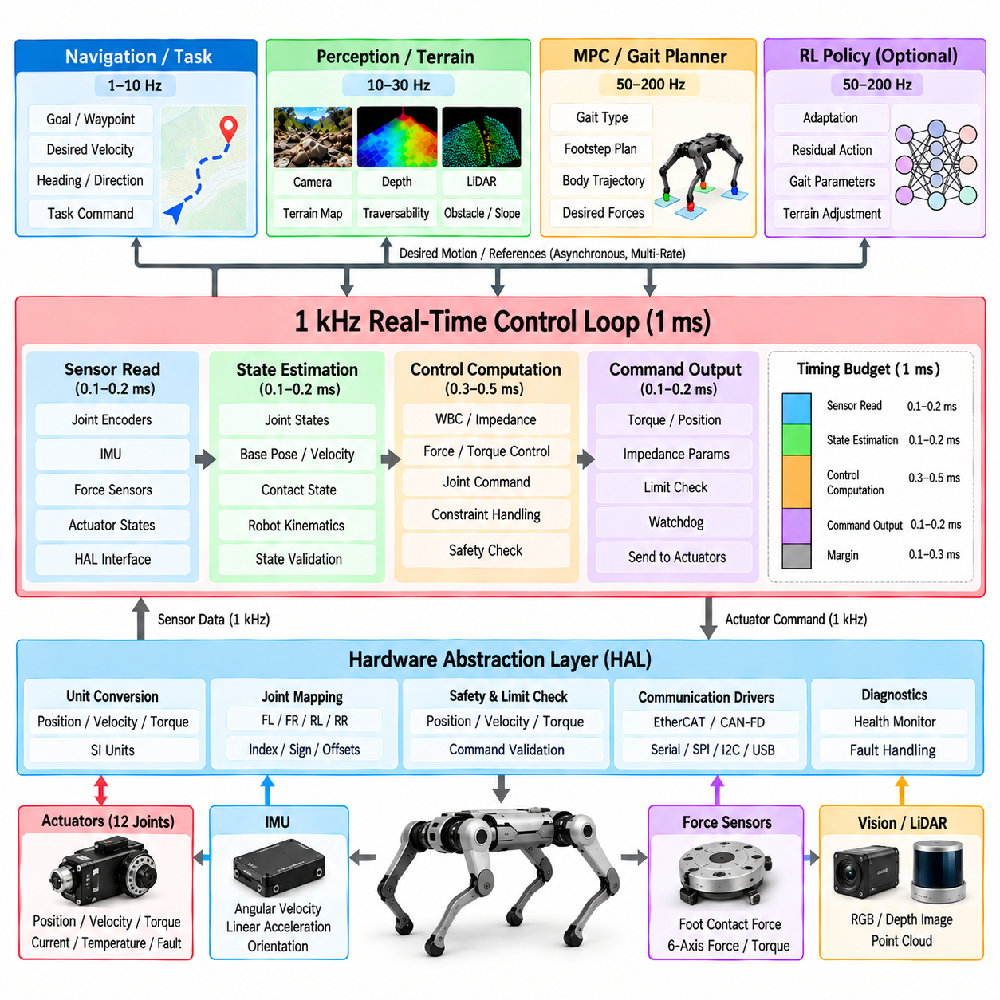 Navigation / Task
1–10 Hz
Goal / Waypoint
Desired Velocity
Heading / Direction
Task Command
Perception / Terrain
10–30 Hz
Camera
Depth
LiDAR
Terrain Map
Traversability
Obstacle / Slope
MPC / Gait Planner
50–200 Hz
Gait Type
Footstep Plan
Body Trajectory
Desired Forces
RL Policy (Optional)
50–200 Hz
Adaptation
Residual Action
Gait Parameters
Terrain Adjustment
Desired Motion / References (Asynchronous, Multi-Rate)
1 kHz Real-Time Control Loop (1 ms)
Sensor Read
(0.1–0.2 ms)
Joint Encoders
IMU
Force Sensors
Actuator States
HAL Interface
State Estimation
(0.1–0.2 ms)
Joint States
Base Pose / Velocity
Contact State
Robot Kinematics
State Validation
Control Computation
(0.3–0.5 ms)
WBC / Impedance
Force / Torque Control
Joint Command
Constraint Handling
Safety Check
Command Output
(0.1–0.2 ms)
Torque / Position
Impedance Params
Limit Check
Watchdog
Send to Actuators
Timing Budget (1 ms)
Sensor Read 0.1–0.2 ms
State Estimation 0.1–0.2 ms
Control
Computation 0.3–0.5 ms
Command Output 0.1–0.2 ms
Margin 0.1–0.3 ms
Sensor Data (1 kHz)
Actuator Command (1 kHz)
Hardware Abstraction Layer (HAL)
Unit Conversion
Position / Velocity / Torque
SI Units
Joint Mapping
FL / FR / RL / RR
Index / Sign / Offsets
Safety & Limit Check
Position / Velocity / Torque
Command Validation
Communication Drivers
EtherCAT / CAN-FD
Serial / SPI / I2C / USB
Diagnostics
Health Monitor
Fault Handling
Actuators (12 Joints)
Position / Velocity / Torque
Current / Temperature / Fault
IMU
Angular Velocity
Linear Acceleration
Orientation
Force Sensors
Foot Contact Force
6-Axis Force / Torque
Vision / LiDAR
RGB / Depth Image
Point Cloud